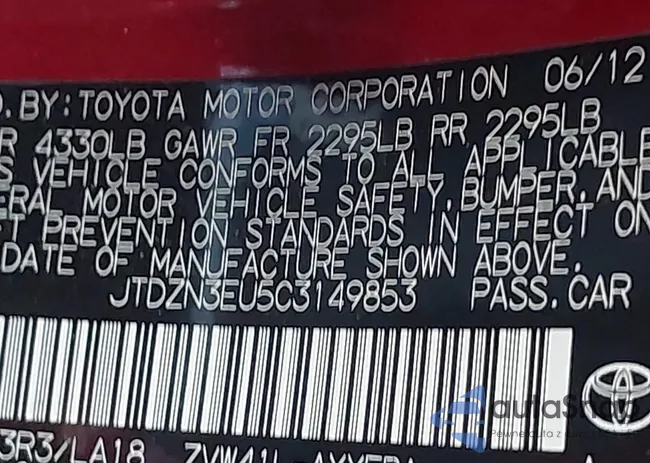 D. BY: TOYOTA MOTOR CORPORATION 06/12
R 4330LB GAWR FR 2295LB RR 2295LB
S VEHICLE CONFORMS TO ALL APPLICABLE
ERAL MOTOR VEHICLE SAFETY, BUMPER, AND
T PREVENTION STANDARDS IN EFFECT ON
DATE OF MANUFACTURE SHOWN ABOVE.
JTDZN3EU5C3149853 PASS. CAR
3R3/LA18 ZVW41L-AXXEBA
autaShop